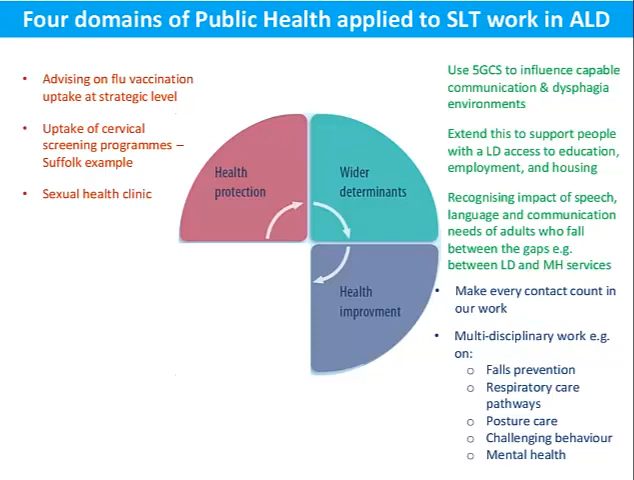 Four domains of Public Health applied to SLT work in ALD
• Advising on flu vaccination
uptake at strategic level
• Uptake of cervical
screening programmes –
Suffolk example
• Sexual health clinic
Health
protection
Wider
determinants
Health
improvment
Use 5GCS to influence capable
communication & dysphagia
environments
Extend this to support people
with a LD access to education,
employment, and housing
Recognising impact of speech,
language and communication
needs of adults who fall
between the gaps e.g.
between LD and MH services
• Make every contact count in
our work
• Multi-disciplinary work e.g.
on:
o Falls prevention
o Respiratory care
pathways
o Posture care
o Challenging behaviour
o Mental health